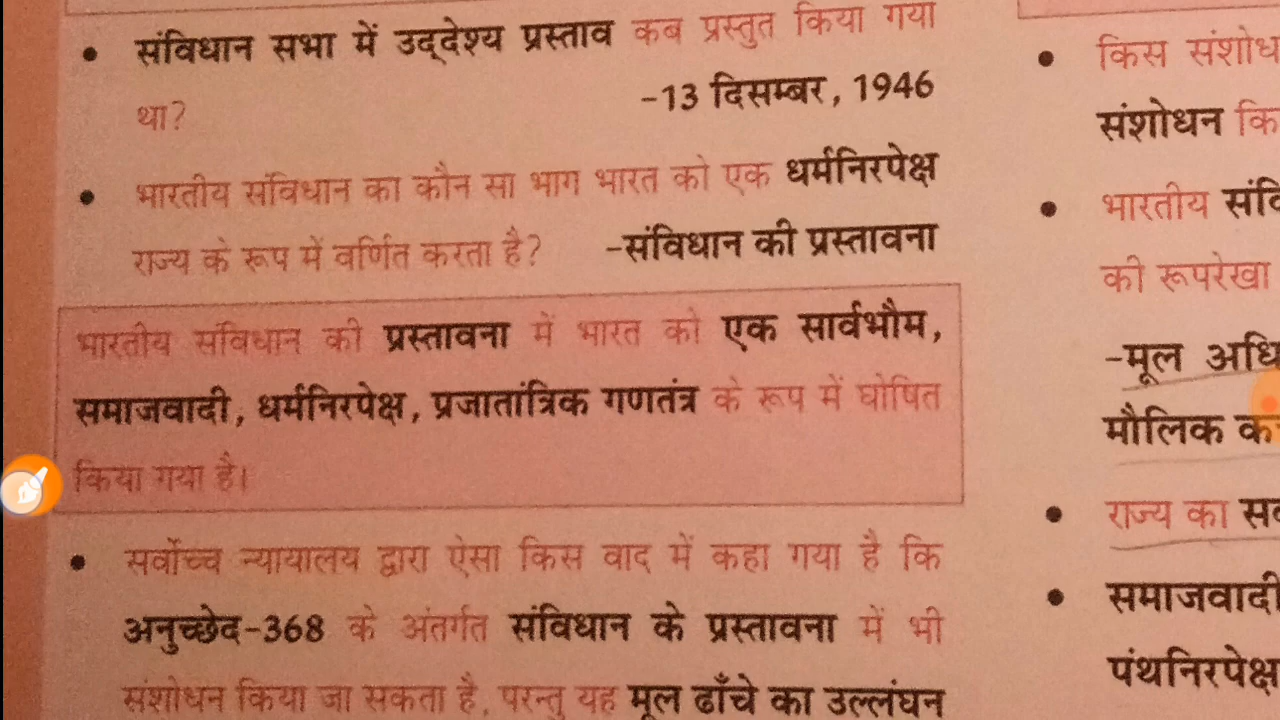 संविधान सभा में उद्देश्य प्रस्ताव कब प्रस्तुत किया गया
था? -13 दिसम्बर, 1946
भारतीय संविधान का कौन सा भाग भारत को एक धर्मनिरपेक्ष
राज्य के रूप में वर्णित करता है? -संविधान की प्रस्तावना
भारतीय संविधान की प्रस्तावना में भारत को एक सार्वभौम,
समाजवादी, धर्मनिरपेक्ष, प्रजातांत्रिक गणतंत्र के रूप में घोषित
किया गया है।
सर्वोच्च न्यायालय द्वारा ऐसा किस वाद में कहा गया है कि
अनुच्छेद-368 के अंतर्गत संविधान के प्रस्तावना में भी
संशोधन किया जा सकता है, परन्तु यह मूल ढाँचे का उल्लंघन
किस
संशोधन
भारतीय
की रूपरेखा
-मूल
मौलिक
राज्य का
समाजवादी
पंथनिरपेक्ष